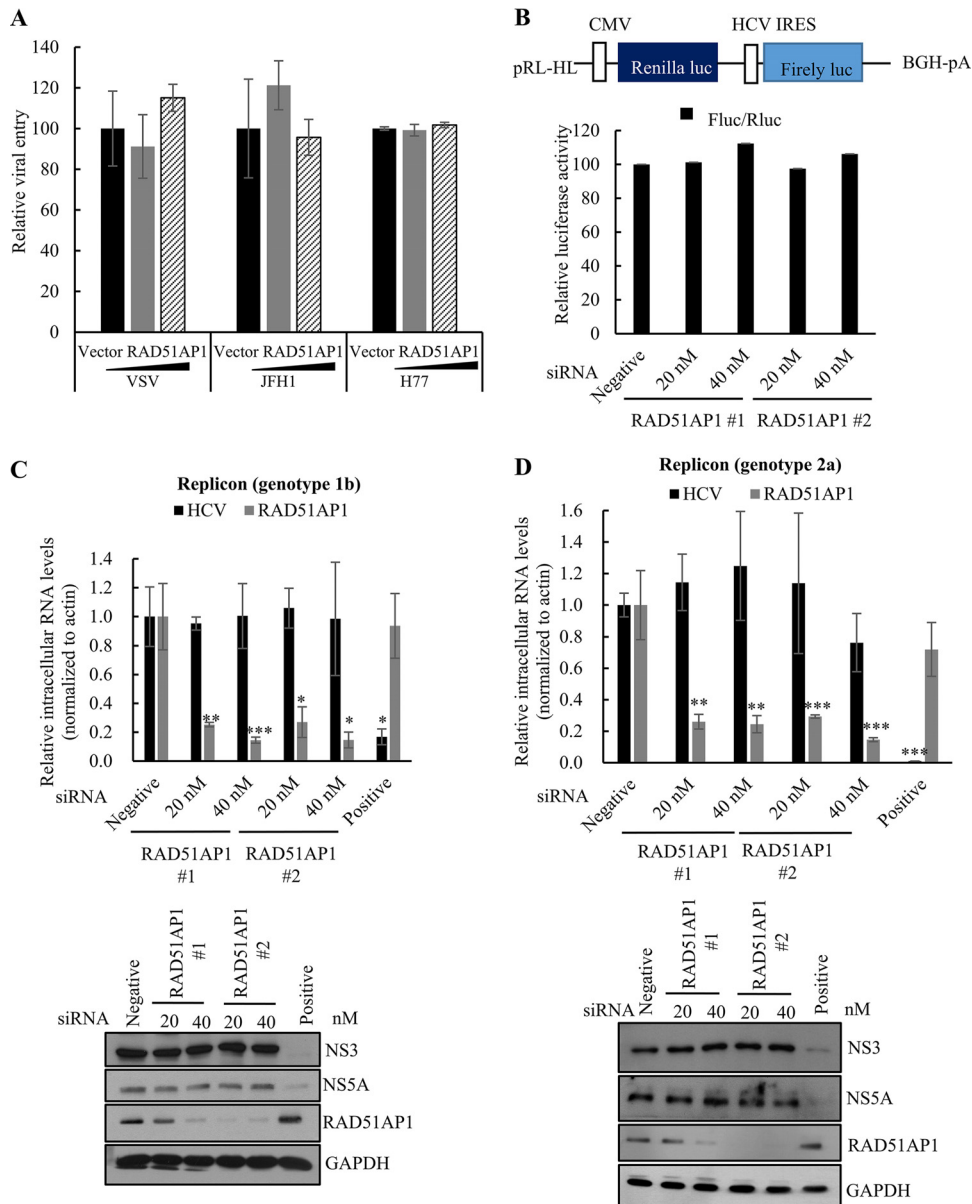 A
Relative viral entry
140
120
100
80
60
40
20
0
Vector RAD51AP1
Vector RAD51AP1
Vector RAD51AP1
VSV
JFH1
H77
B
CMV
HCV IRES
pRL-HL
Renilla luc
Firely luc
BGH-pA
Fluc/Rluc
Relative luciferase activity
120
100
80
60
40
20
0
siRNA
Negative
20 nM
40 nM
20 nM
40 nM
RAD51AP1 #1
RAD51AP1 #2
C
Replicon (genotype 1b)
HCV
RAD51AP1
Relative intracellular RNA levels
(normalized to actin)
1.4
1.2
1.0
0.8
0.6
0.4
0.2
0.0
**
***
*
*
*
siRNA
Negative
20 nM
40 nM
20 nM
40 nM
Positive
RAD51AP1
#1
RAD51AP1
#2
Negative
RAD51AP1
#1
RAD51AP1
#2
Positive
siRNA
20
40
20
40
nM
NS3
NS5A
RAD51AP1
GAPDH
D
Replicon (genotype 2a)
HCV
RAD51AP1
Relative intracellular RNA levels
(normalized to actin)
1.6
1.4
1.2
1.0
0.8
0.6
0.4
0.2
0.0
**
**
***
***
***
siRNA
Negative
20 nM
40 nM
20 nM
40 nM
Positive
RAD51AP1
#1
RAD51AP1
#2
Negative
RAD51AP1
#1
RAD51AP1
#2
Positive
siRNA
20
40
20
40
nM
NS3
NS5A
RAD51AP1
GAPDH